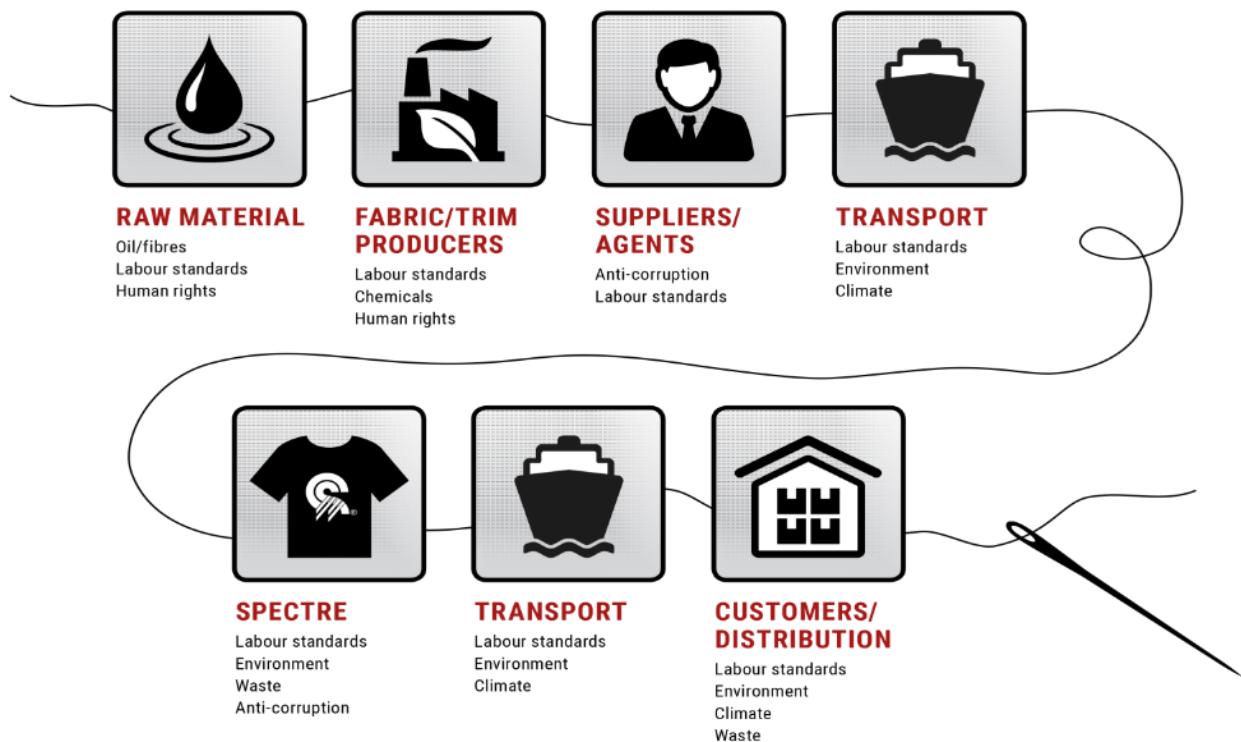 RAW MATERIAL
Oil/fibres
Labour standards
Human rights
FABRIC/TRIM
PRODUCERS
Labour standards
Chemicals
Human rights
SUPPLIERS/
AGENTS
Anti-corruption
Labour standards
TRANSPORT
Labour standards
Environment
Climate
®
SPECTRE
Labour standards
Environment
Waste
Anti-corruption
TRANSPORT
Labour standards
Environment
Climate
CUSTOMERS/
DISTRIBUTION
Labour standards
Environment
Climate
Waste